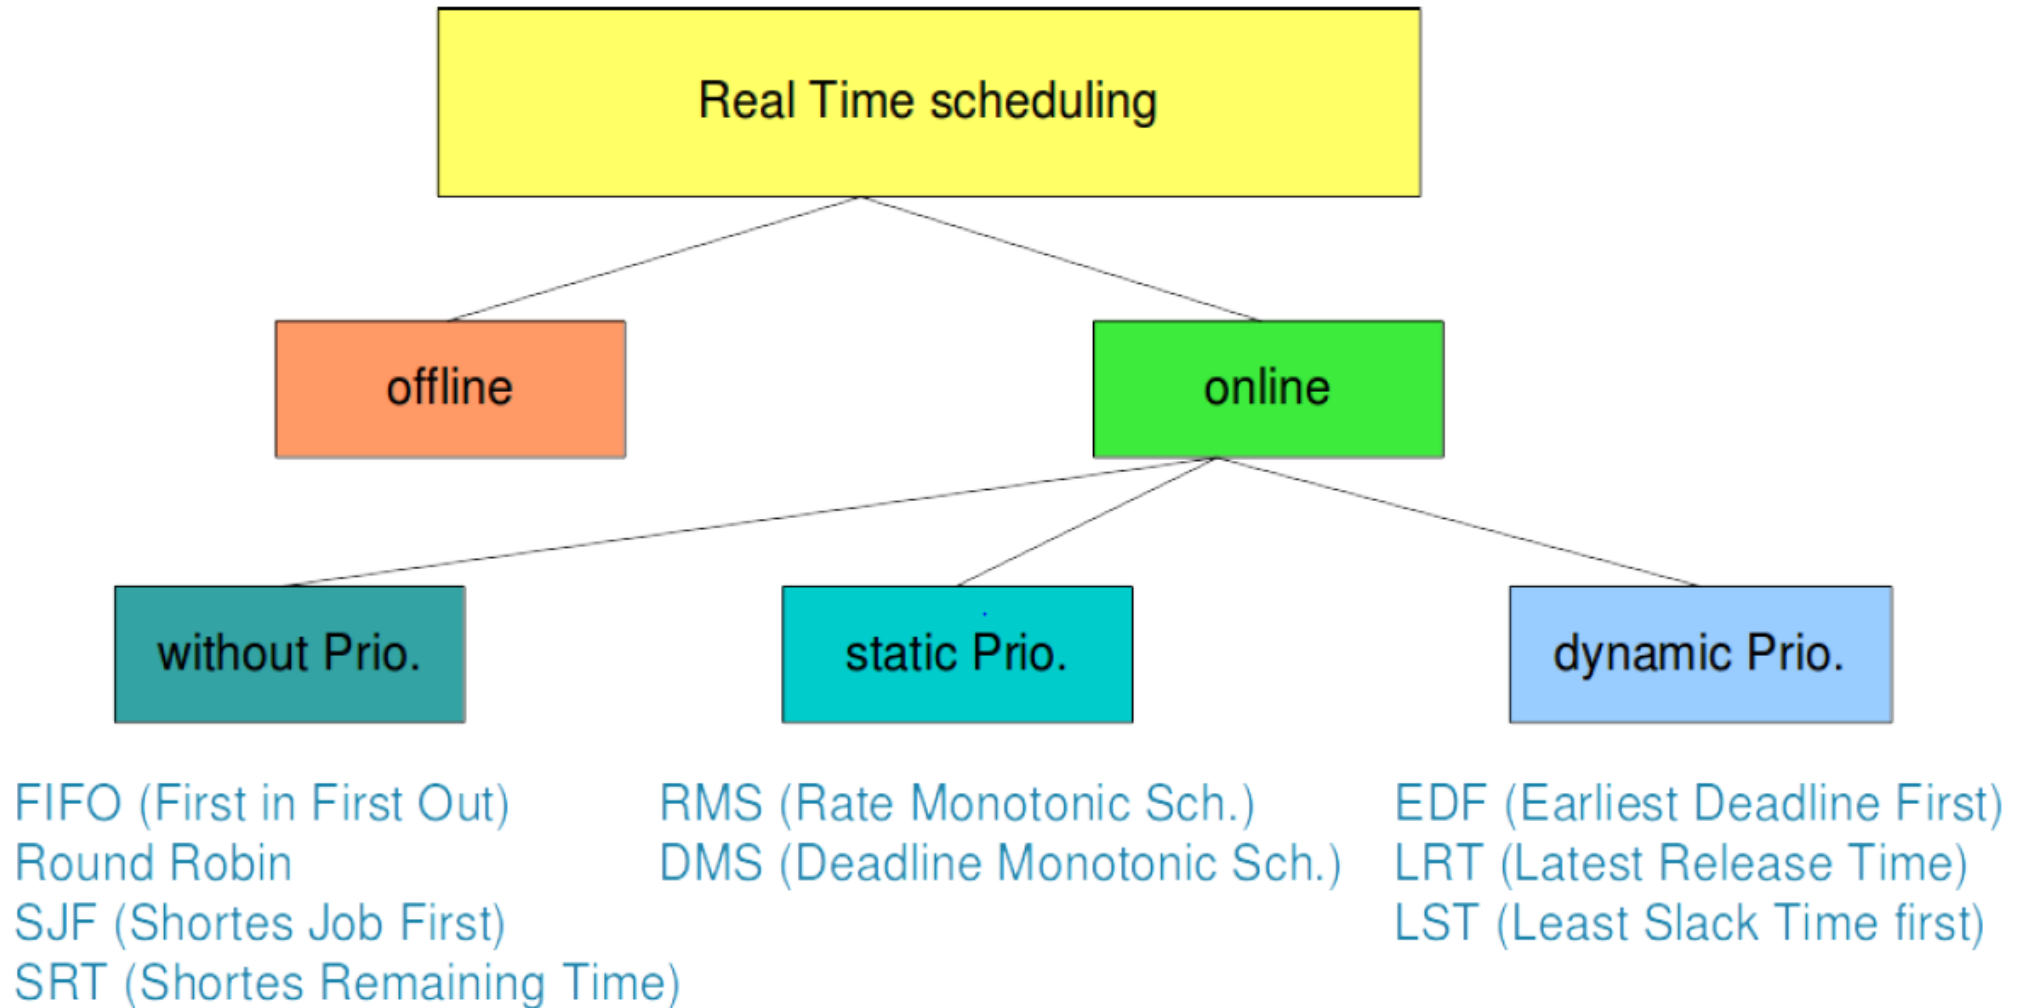 Real Time scheduling
offline
online
without Prio.
static Prio.
dynamic Prio.
FIFO (First in First Out)
Round Robin
SJF (Shortes Job First)
SRT (Shortes Remaining Time)
RMS (Rate Monotonic Sch.)
DMS (Deadline Monotonic Sch.)
EDF (Earliest Deadline First)
LRT (Latest Release Time)
LST (Least Slack Time first)